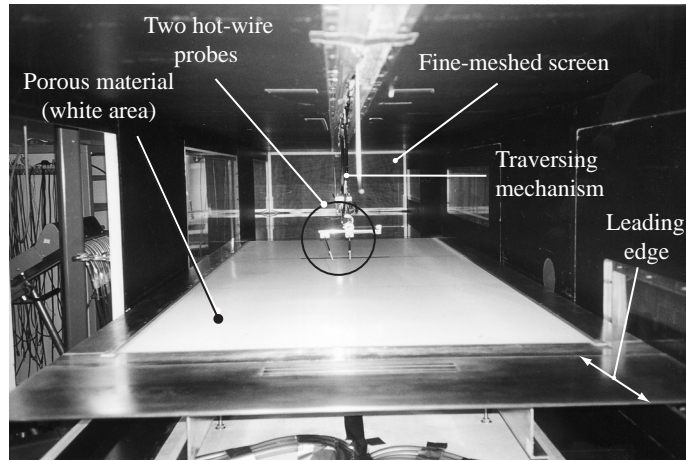 Two hot-wire
probes
Porous material
(white area)
Fine-meshed screen
Traversing
mechanism
Leading
edge